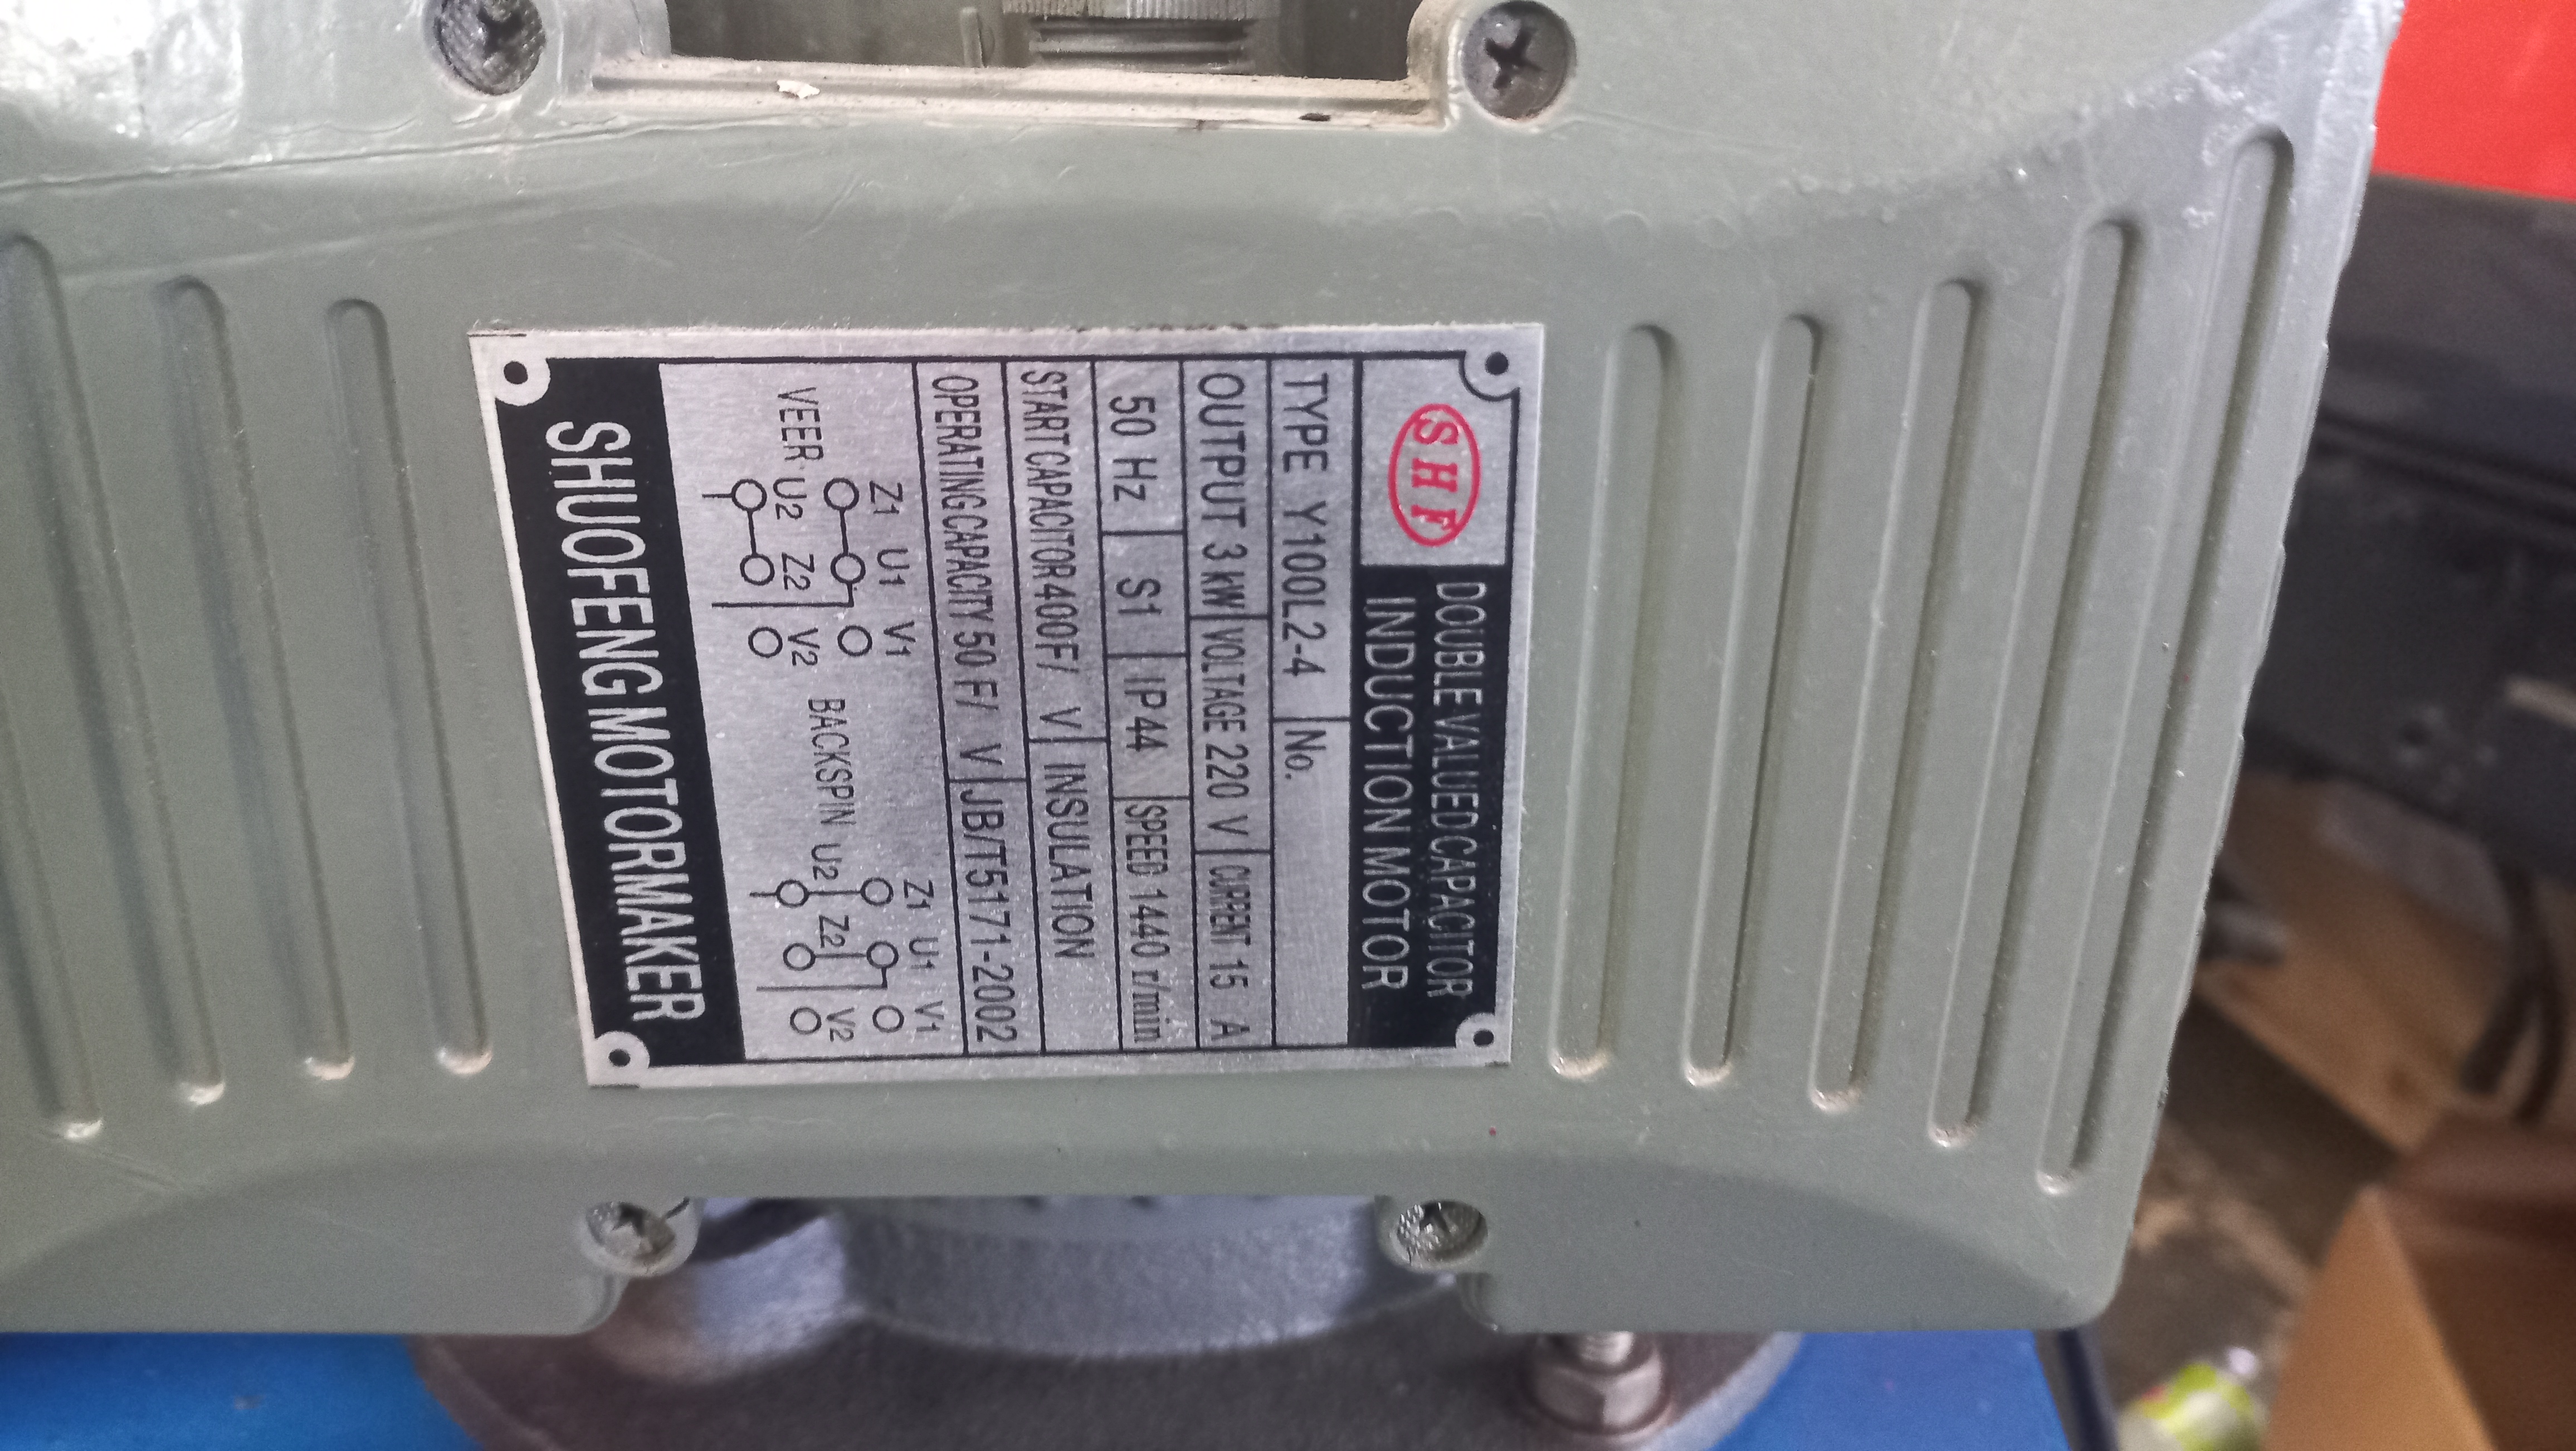 SHF
DOUBLE VALUED CAPACITOR
INDUCTION MOTOR
TYPE Y100L2-4 No.
OUTPUT 3 kW VOLTAGE 220 V CURRENT 15 A
50 Hz S1 IP44 SPEED 1440 r/min
START CAPACITOR 400 F/ V INSULATION
OPERATING CAPACITY 50 F/ V JB/T5171-2002
Z1 U1 V1 Z1 U1 V1
VEER U2 Z2 V2 BACKSPIN U2 Z2 V2
SHUOFENG MOTOR MAKER